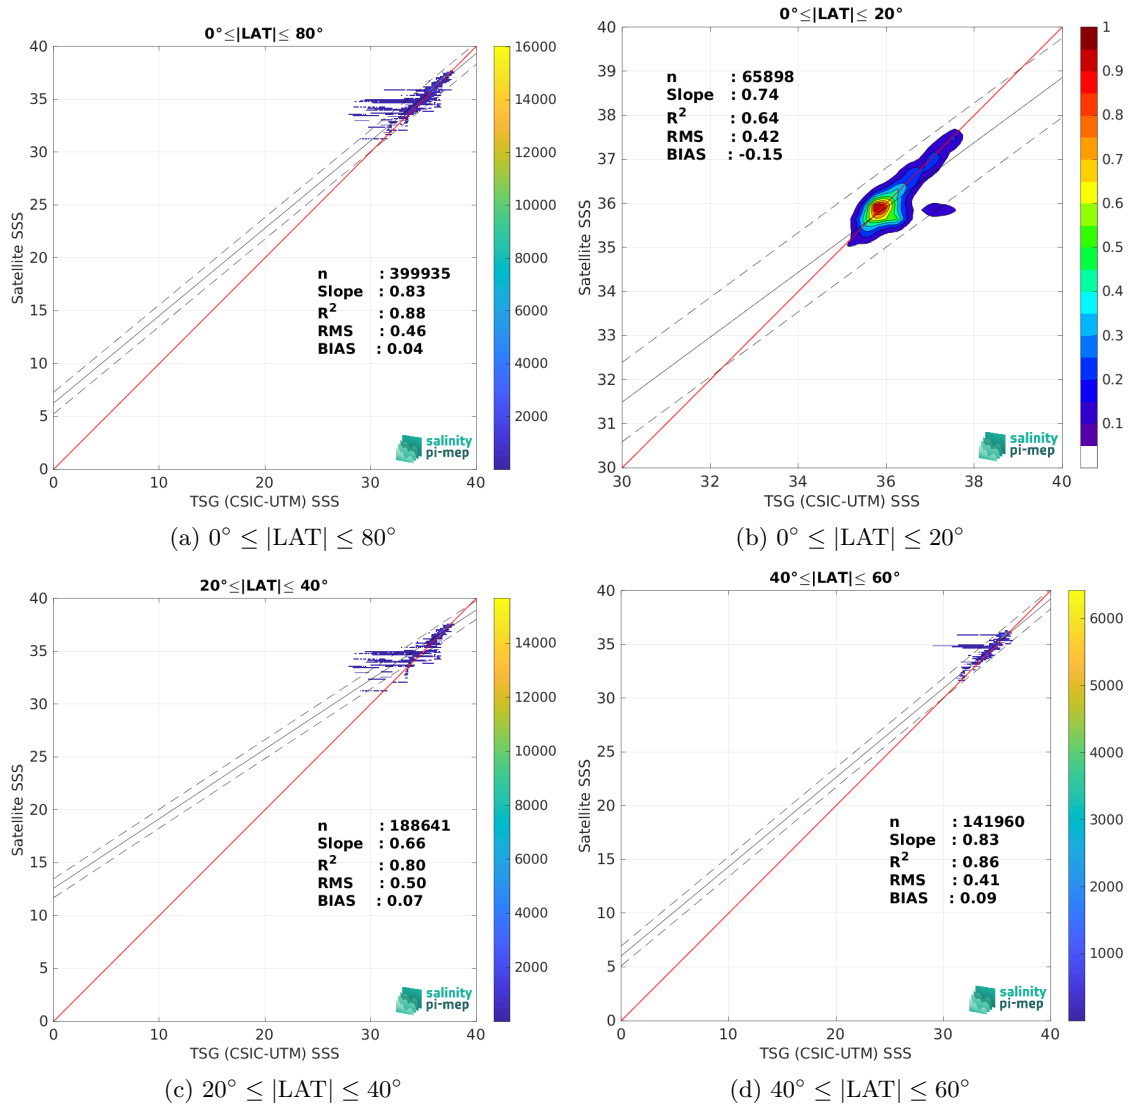 0°≤|LAT|≤ 80°
Satellite SSS
40
35
30
25
20
15
10
5
0
n : 399935
Slope : 0.83
R² : 0.88
RMS : 0.46
BIAS : 0.04
salinity
pi-mep
0 10 20 30 40
TSG (CSIC-UTM) SSS
16000
14000
12000
10000
8000
6000
4000
2000
(a) 0° ≤ |LAT| ≤ 80°
0°≤|LAT|≤ 20°
Satellite SSS
40
39
38
37
36
35
34
33
32
31
30
n : 65898
Slope : 0.74
R² : 0.64
RMS : 0.42
BIAS : -0.15
salinity
pi-mep
30 32 34 36 38 40
TSG (CSIC-UTM) SSS
1
0.9
0.8
0.7
0.6
0.5
0.4
0.3
0.2
0.1
(b) 0° ≤ |LAT| ≤ 20°
20°≤|LAT|≤ 40°
Satellite SSS
40
35
30
25
20
15
10
5
0
n : 188641
Slope : 0.66
R² : 0.80
RMS : 0.50
BIAS : 0.07
salinity
pi-mep
0 10 20 30 40
TSG (CSIC-UTM) SSS
14000
12000
10000
8000
6000
4000
2000
(c) 20° ≤ |LAT| ≤ 40°
40°≤|LAT|≤ 60°
Satellite SSS
40
35
30
25
20
15
10
5
0
n : 141960
Slope : 0.83
R² : 0.86
RMS : 0.41
BIAS : 0.09
salinity
pi-mep
0 10 20 30 40
TSG (CSIC-UTM) SSS
6000
5000
4000
3000
2000
1000
(d) 40° ≤ |LAT| ≤ 60°